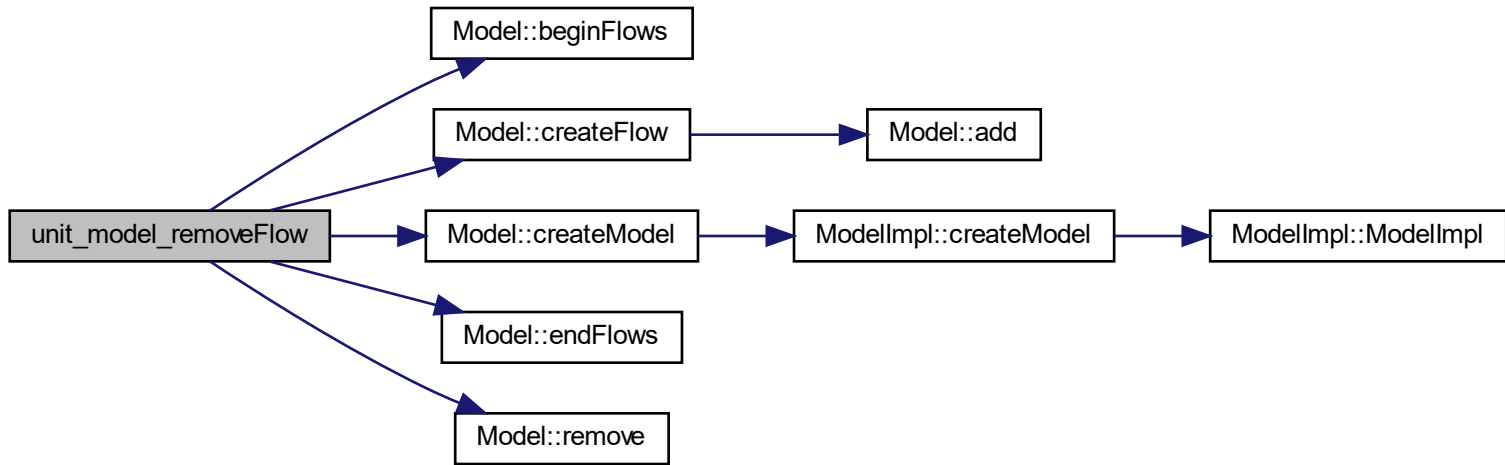 Model::beginFlows
Model::createFlow
Model::add
unit_model_removeFlow
Model::createModel
ModelImpl::createModel
ModelImpl::ModelImpl
Model::endFlows
Model::remove